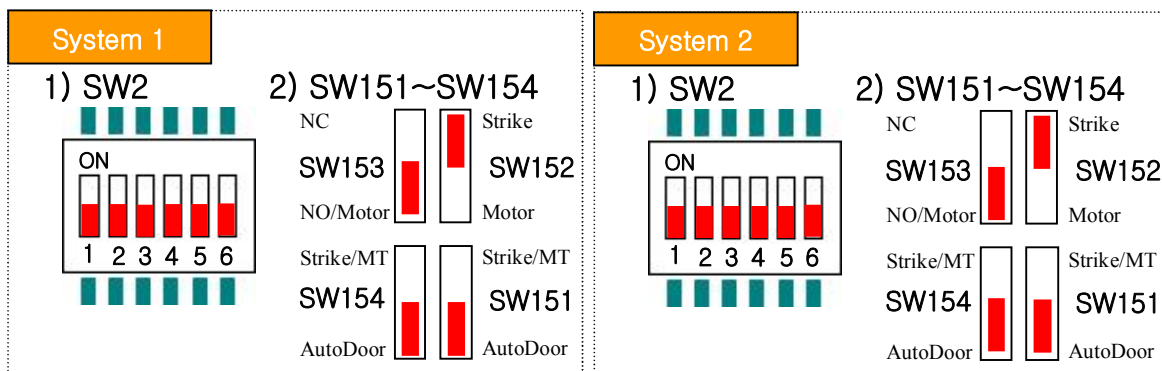 System 1
1) SW2
2) SW151~SW154
ON
1 2 3 4 5 6
NC
Strike
SW153
SW152
NO/Motor
Motor
Strike/MT
Strike/MT
SW154
SW151
AutoDoor
AutoDoor
System 2
1) SW2
2) SW151~SW154
ON
1 2 3 4 5 6
NC
Strike
SW153
SW152
NO/Motor
Motor
Strike/MT
Strike/MT
SW154
SW151
AutoDoor
AutoDoor